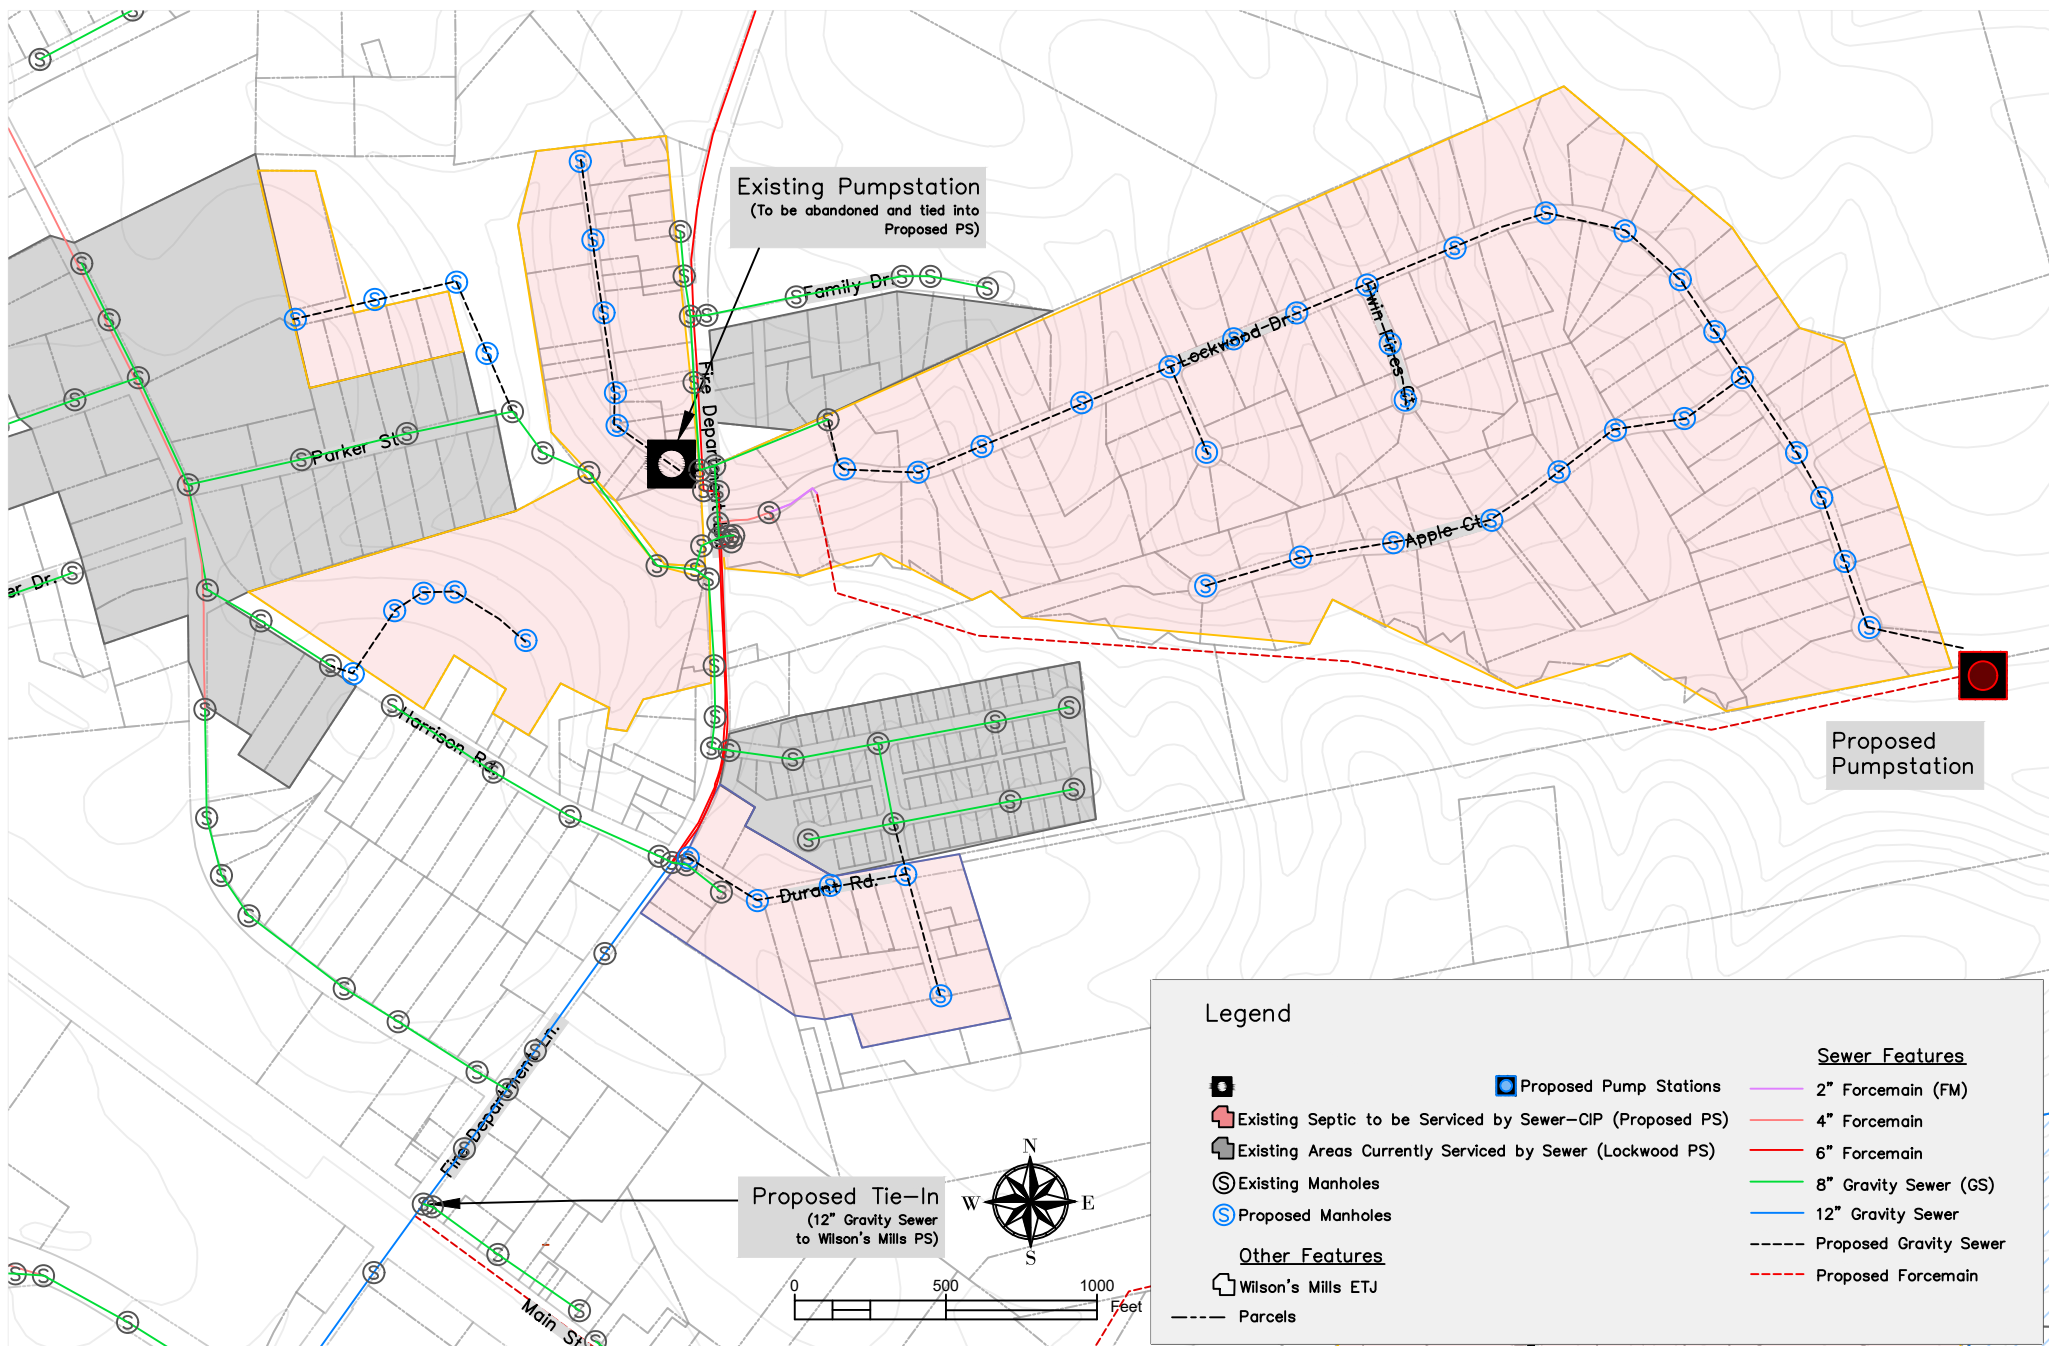 Existing Pumpstation
(To be abandoned and tied into
Proposed PS)
Family Dr.
Fire Department Ln.
Lockwood Dr.
Twin Pines Ct.
Parker St.
Apple Ct.
er Dr.
Harrison Rd.
Proposed
Pumpstation
Durant Rd.
Fire Department Ln.
Proposed Tie-In
(12" Gravity Sewer
to Wilson's Mills PS)
Main St.
N
W
E
S
0
500
1000
Feet
Legend
Proposed Pump Stations
Existing Septic to be Serviced by Sewer-CIP (Proposed PS)
Existing Areas Currently Serviced by Sewer (Lockwood PS)
Existing Manholes
Proposed Manholes
Other Features
Wilson's Mills ETJ
Parcels
Sewer Features
2" Forcemain (FM)
4" Forcemain
6" Forcemain
8" Gravity Sewer (GS)
12" Gravity Sewer
Proposed Gravity Sewer
Proposed Forcemain